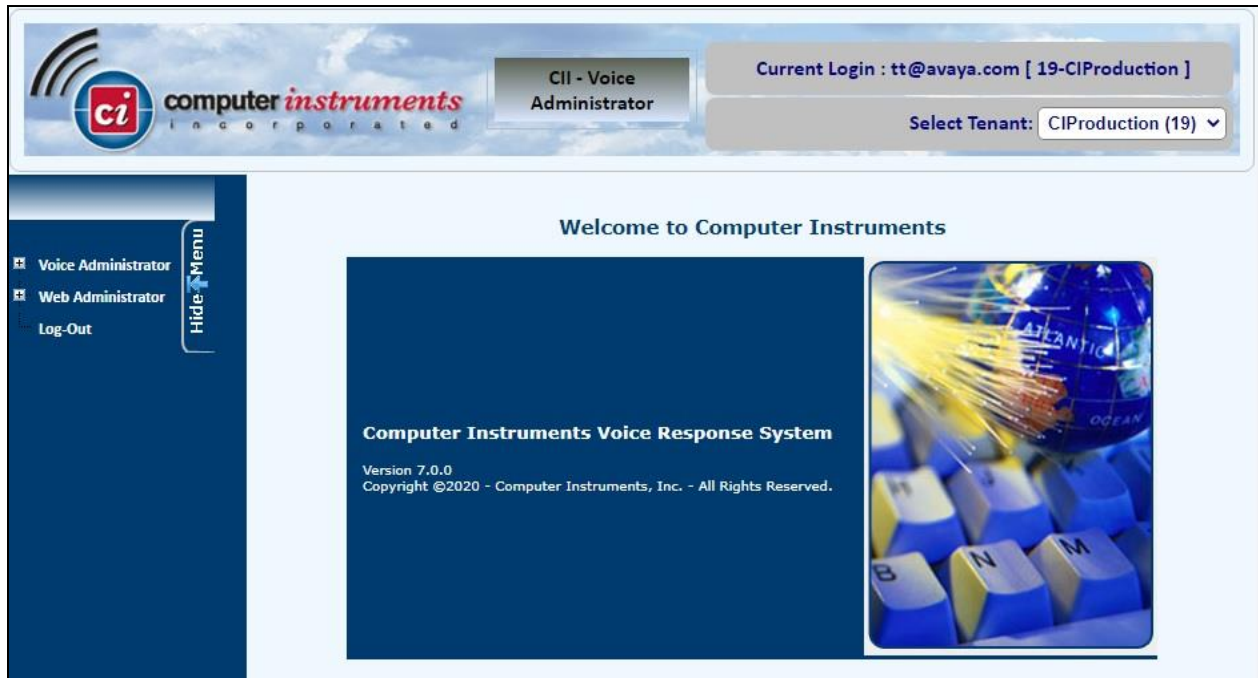 ci computer instruments
incorporated
CII - Voice
Administrator
Current Login : tt@avaya.com [ 19-CIProduction ]
Select Tenant: CIProduction (19)
Hide Menu
Voice Administrator
Web Administrator
Log-Out
Welcome to Computer Instruments
Computer Instruments Voice Response System
Version 7.0.0
Copyright ©2020 - Computer Instruments, Inc. - All Rights Reserved.
ATLANTIC
OCEAN
H J
B N M